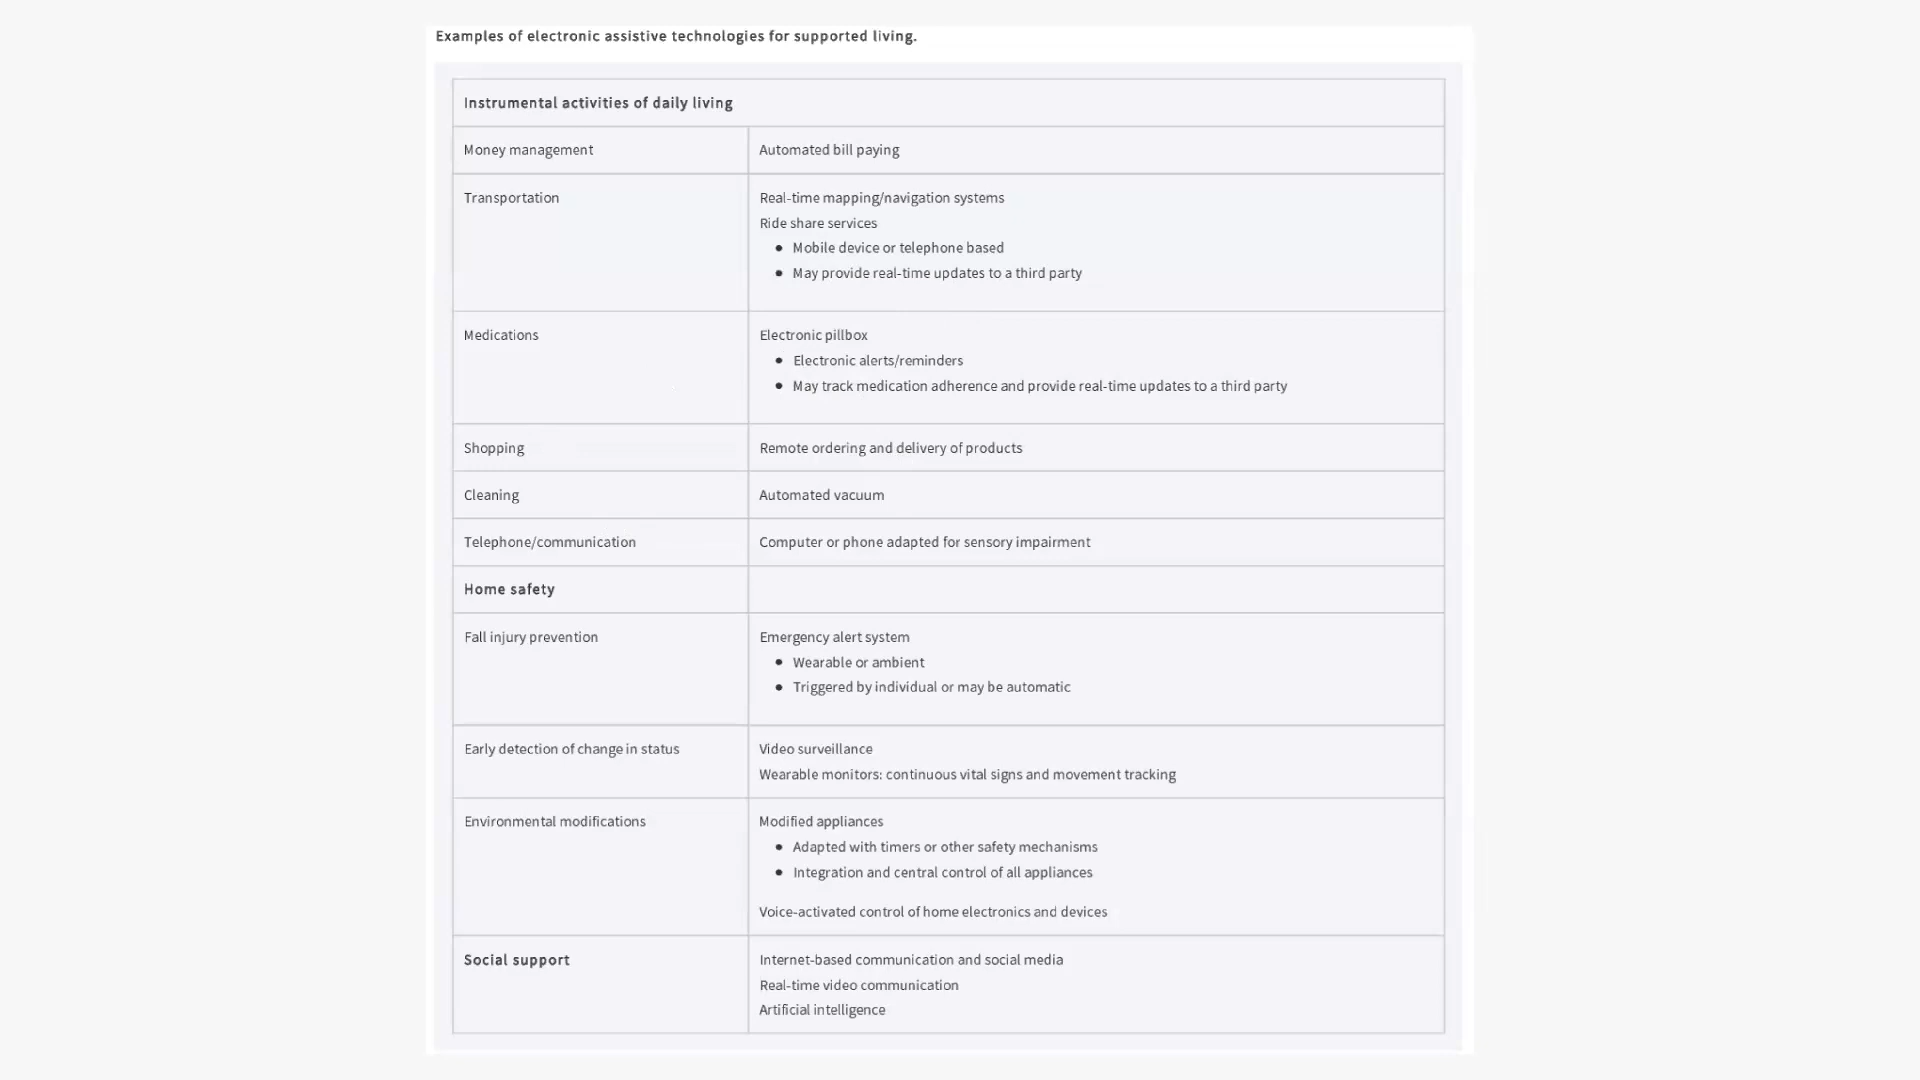 Examples of electronic assistive technologies for supported living.
Instrumental activities of daily living
Money management
Automated bill paying
Transportation
Real-time mapping/navigation systems
Ride share services
• Mobile device or telephone based
• May provide real-time updates to a third party
Medications
Electronic pillbox
• Electronic alerts/reminders
• May track medication adherence and provide real-time updates to a third party
Shopping
Remote ordering and delivery of products
Cleaning
Automated vacuum
Telephone/communication
Computer or phone adapted for sensory impairment
Home safety
Fall injury prevention
Emergency alert system
• Wearable or ambient
• Triggered by individual or may be automatic
Early detection of change in status
Video surveillance
Wearable monitors: continuous vital signs and movement tracking
Environmental modifications
Modified appliances
• Adapted with timers or other safety mechanisms
• Integration and central control of all appliances
Voice-activated control of home electronics and devices
Social support
Internet-based communication and social media
Real-time video communication
Artificial intelligence